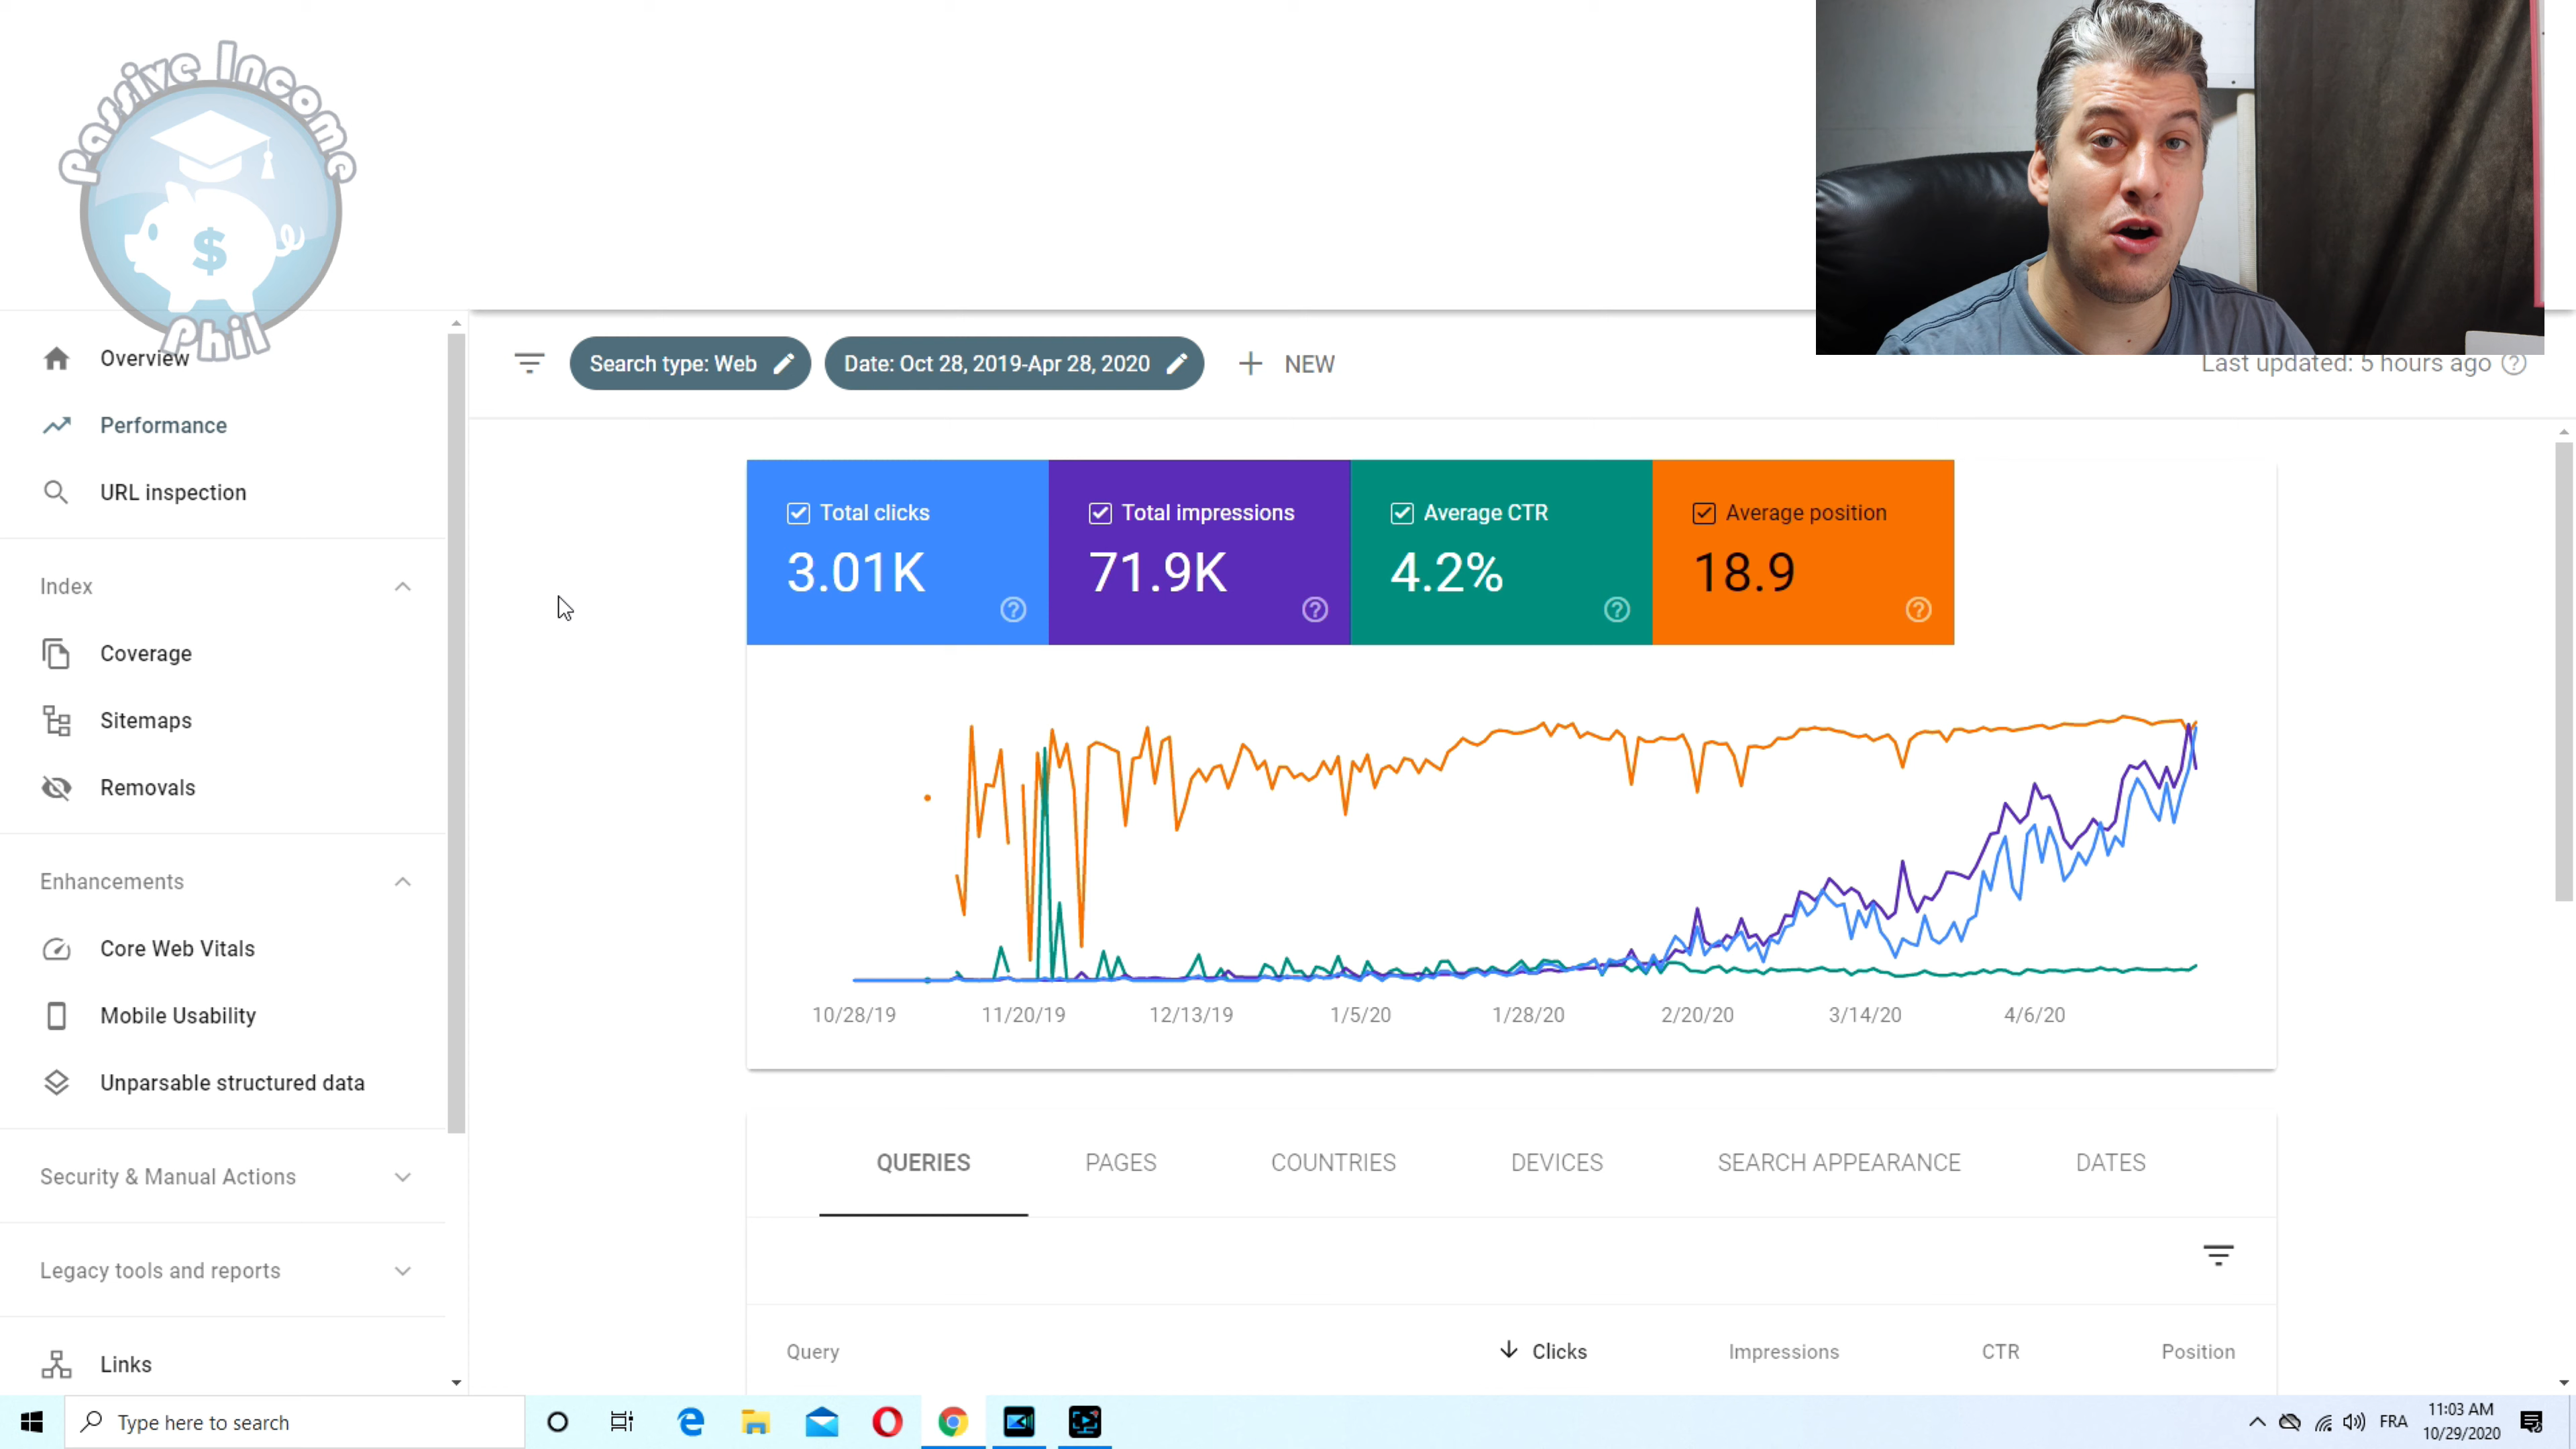 Passive Income
$
Phil
Overview
Performance
URL inspection
Index
Coverage
Sitemaps
Removals
Enhancements
Core Web Vitals
Mobile Usability
Unparsable structured data
Security & Manual Actions
Legacy tools and reports
Links
Search type: Web
Date: Oct 28, 2019-Apr 28, 2020
NEW
Last updated: 5 hours ago
Total clicks
3.01K
Total impressions
71.9K
Average CTR
4.2%
Average position
18.9
10/28/19 11/20/19 12/13/19 1/5/20 1/28/20 2/20/20 3/14/20 4/6/20
QUERIES PAGES COUNTRIES DEVICES SEARCH APPEARANCE DATES
Query Clicks Impressions CTR Position
Type here to search
FRA
11:03 AM
10/29/2020